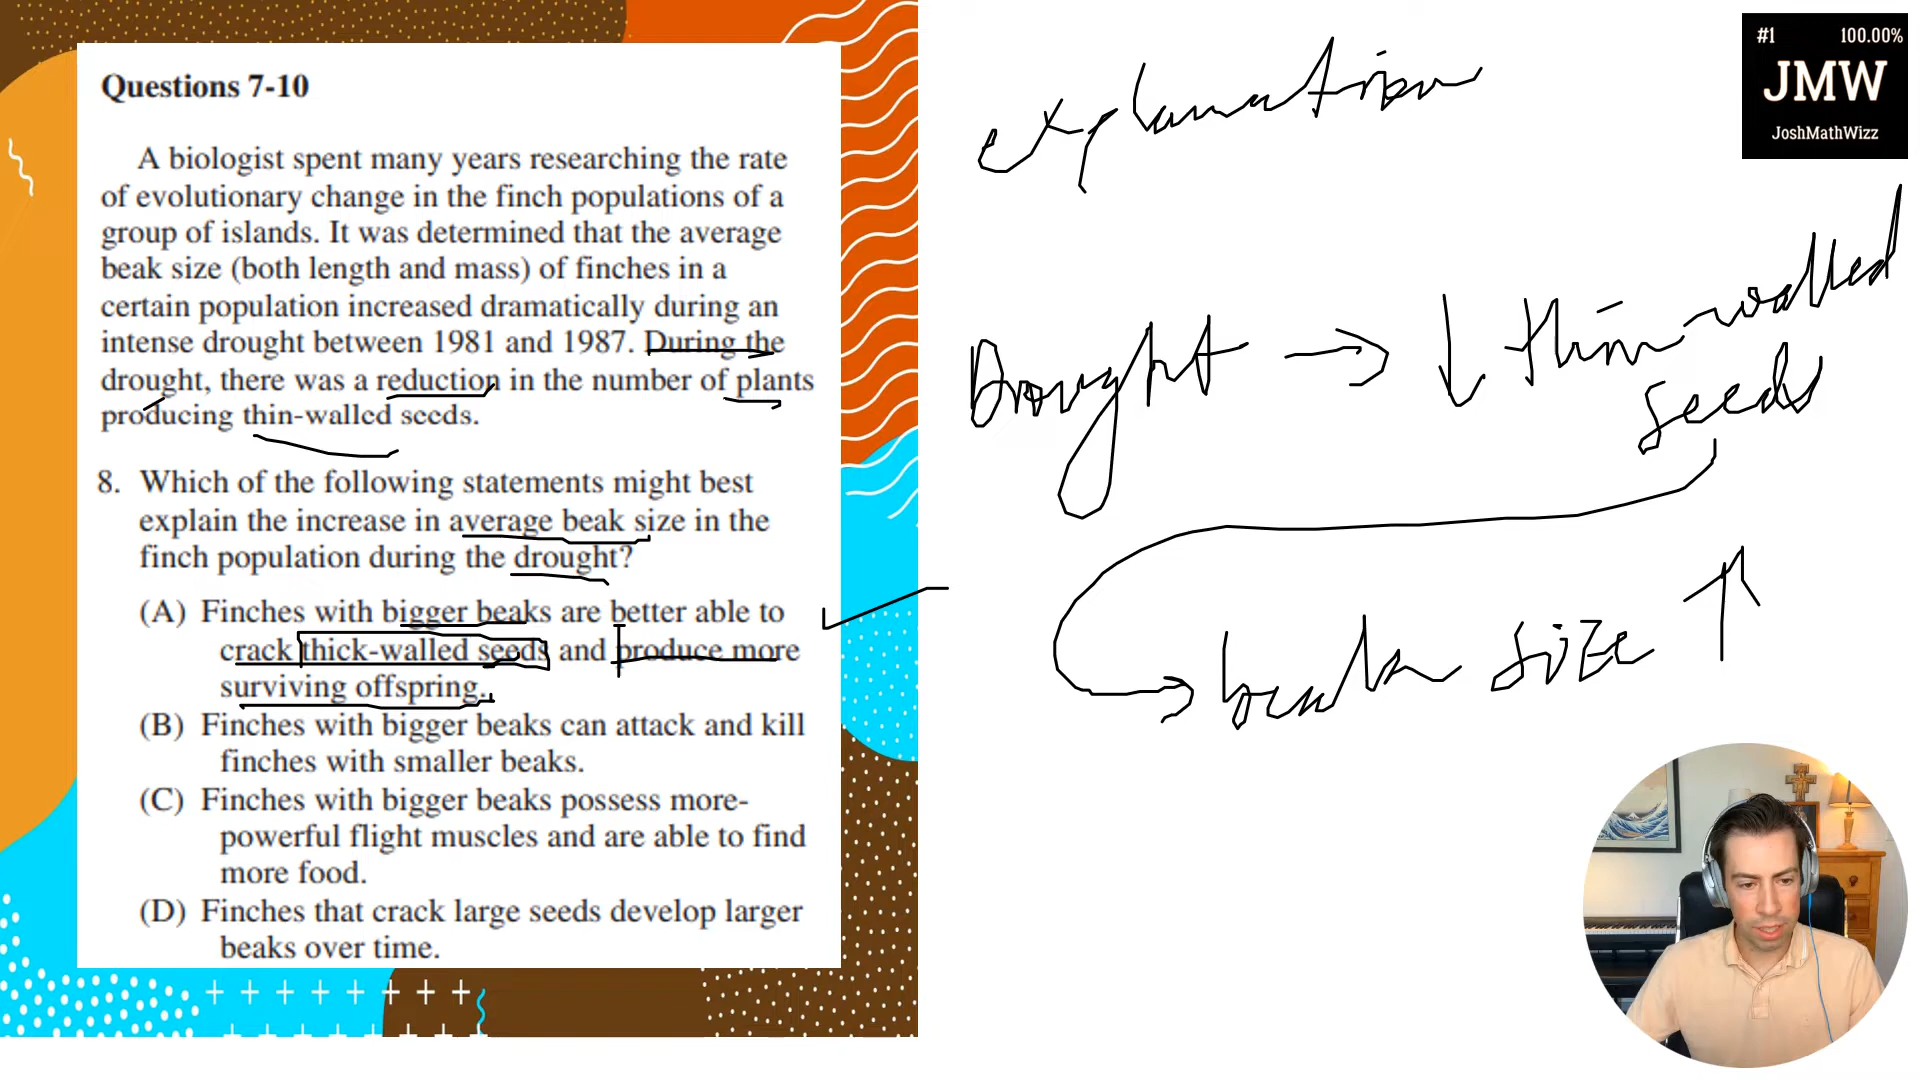 Questions 7-10
A biologist spent many years researching the rate
of evolutionary change in the finch populations of a
group of islands. It was determined that the average
beak size (both length and mass) of finches in a
certain population increased dramatically during an
intense drought between 1981 and 1987. During the
drought, there was a reduction in the number of plants
producing thin-walled seeds.
8. Which of the following statements might best
explain the increase in average beak size in the
finch population during the drought?
(A) Finches with bigger beaks are better able to
crack thick-walled seeds and produce more
surviving offspring.
(B) Finches with bigger beaks can attack and kill
finches with smaller beaks.
(C) Finches with bigger beaks possess more-
powerful flight muscles and are able to find
more food.
(D) Finches that crack large seeds develop larger
beaks over time.
explanation
Drought → ↓ thin-walled
seeds
→ beak size ↑
#1 100.00%
JMW
JoshMathWizz